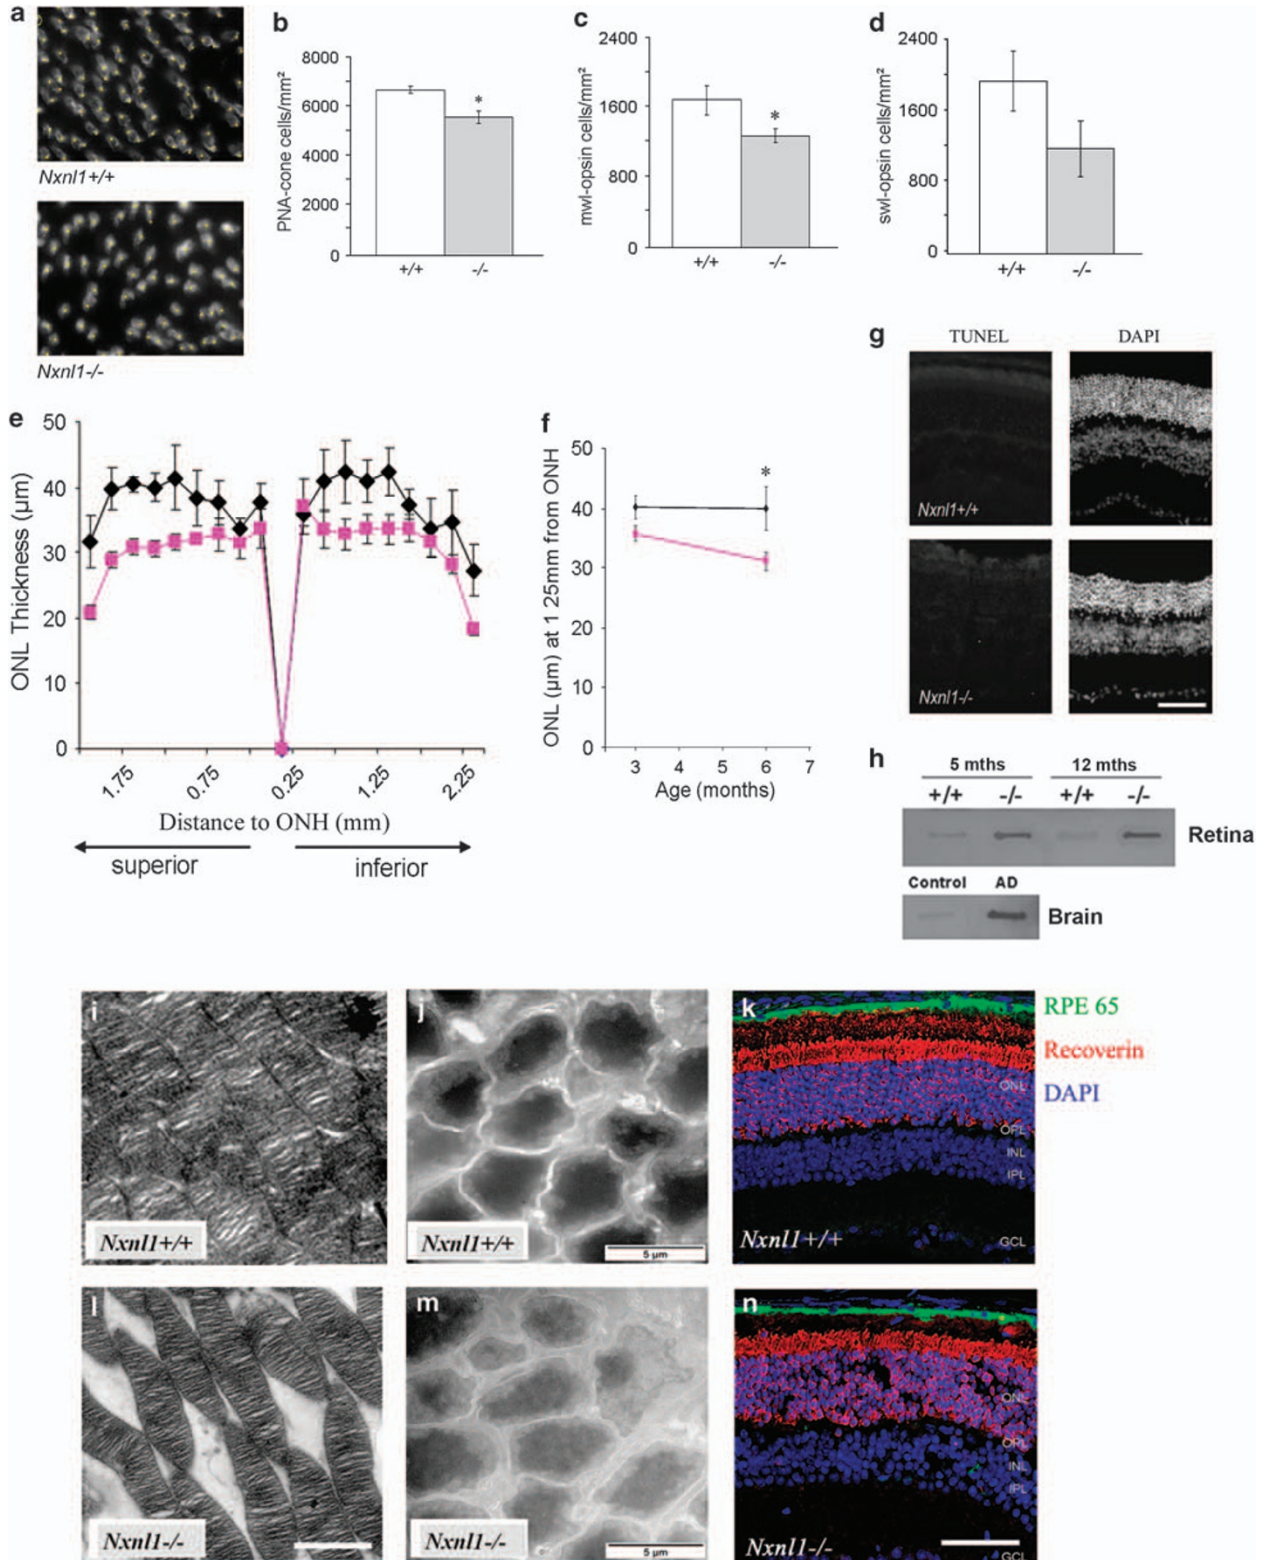 a
Nxnl1+/+
Nxnl1-/-
b
PNA-cone cells/mm²
8000
6000
4000
2000
0
*
+/+ -/-
c
mwl-opsin cells/mm²
2400
1600
800
0
*
+/+ -/-
d
swl-opsin cells/mm²
2400
1600
800
0
+/+ -/-
e
ONL Thickness (µm)
50
40
30
20
10
0
1.75 0.75 0.25 1.25 2.25
Distance to ONH (mm)
superior inferior
f
ONL (µm) at 1 25mm from ONH
50
40
30
20
10
0
*
3 4 5 6 7
Age (months)
g
TUNEL DAPI
Nxnl1+/+
Nxnl1-/-
h
5 mths 12 mths
+/+ -/- +/+ -/-
Retina
Control AD
Brain
i
Nxnl1+/+
j
Nxnl1+/+
5 µm
k
RPE 65
Recoverin
DAPI
ONL
OPL
INL
IPL
GCL
Nxnl1+/+
l
Nxnl1-/-
m
Nxnl1-/-
5 µm
n
ONL
OPL
INL
IPL
GCL
Nxnl1-/-